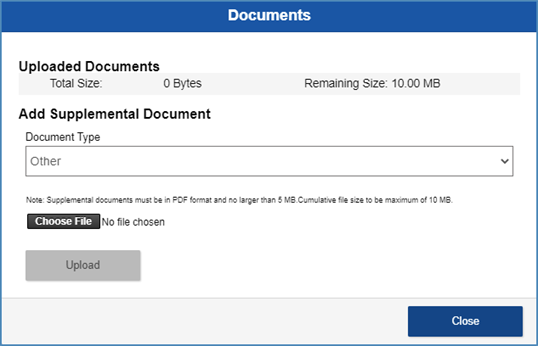 Documents
Uploaded Documents
Total Size: 0 Bytes Remaining Size: 10.00 MB
Add Supplemental Document
Document Type
Other
Note: Supplemental documents must be in PDF format and no larger than 5 MB.Cumulative file size to be maximum of 10 MB.
Choose File No file chosen
Upload
Close